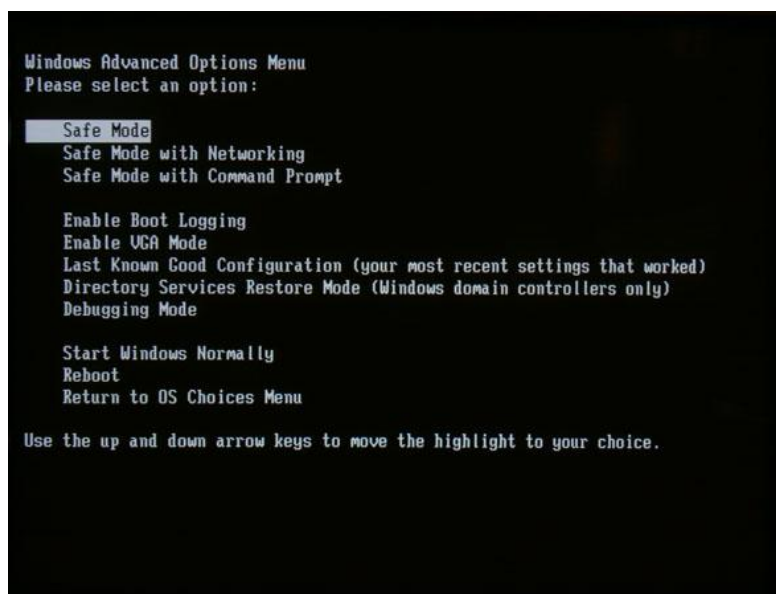 Windows Advanced Options Menu
Please select an option:
Safe Mode
Safe Mode with Networking
Safe Mode with Command Prompt
Enable Boot Logging
Enable VGA Mode
Last Known Good Configuration (your most recent settings that worked)
Directory Services Restore Mode (Windows domain controllers only)
Debugging Mode
Start Windows Normally
Reboot
Return to OS Choices Menu
Use the up and down arrow keys to move the highlight to your choice.